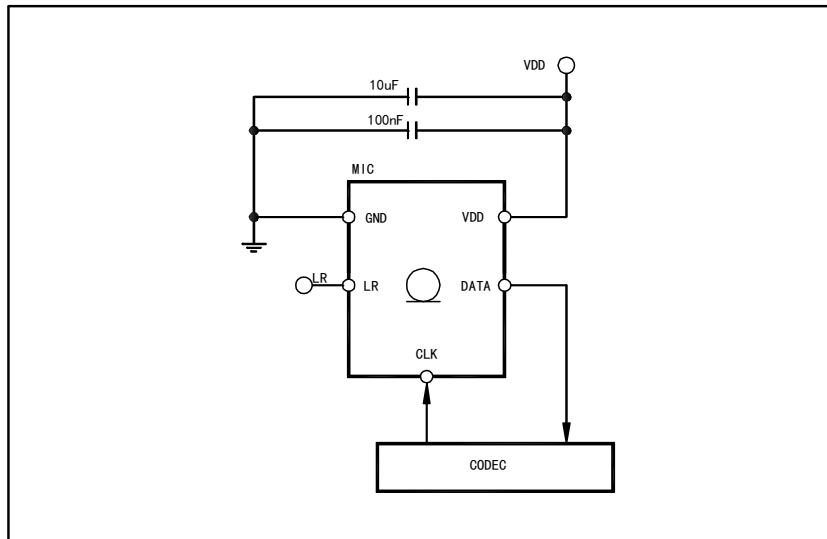 VDD
10uF
100nF
MIC
GND
VDD
LR
LR
DATA
CLK
CODEC